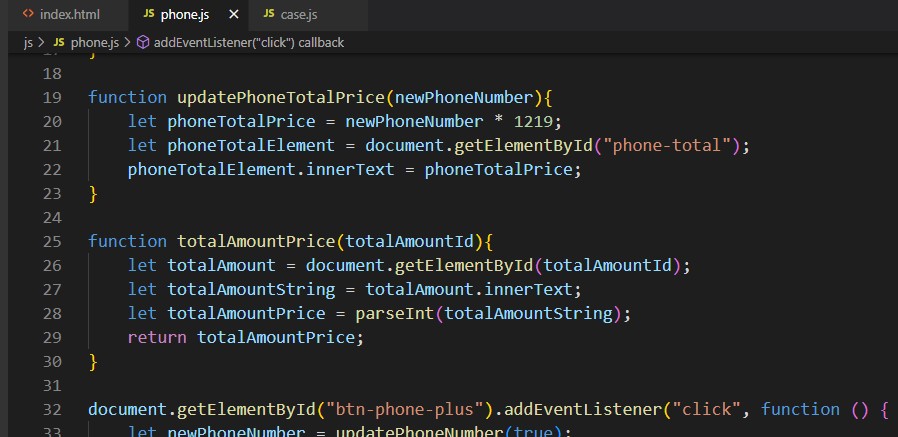 <> index.html
JS phone.js ×
JS case.js
js > JS phone.js > addEventListener("click") callback
18
19 function updatePhoneTotalPrice(newPhoneNumber){
20 let phoneTotalPrice = newPhoneNumber * 1219;
21 let phoneTotalElement = document.getElementById("phone-total");
22 phoneTotalElement.innerText = phoneTotalPrice;
23 }
24
25 function totalAmountPrice(totalAmountId){
26 let totalAmount = document.getElementById(totalAmountId);
27 let totalAmountString = totalAmount.innerText;
28 let totalAmountPrice = parseInt(totalAmountString);
29 return totalAmountPrice;
30 }
31
32 document.getElementById("btn-phone-plus").addEventListener("click", function () {
33 let newPhoneNumber = updatePhoneNumber(true);